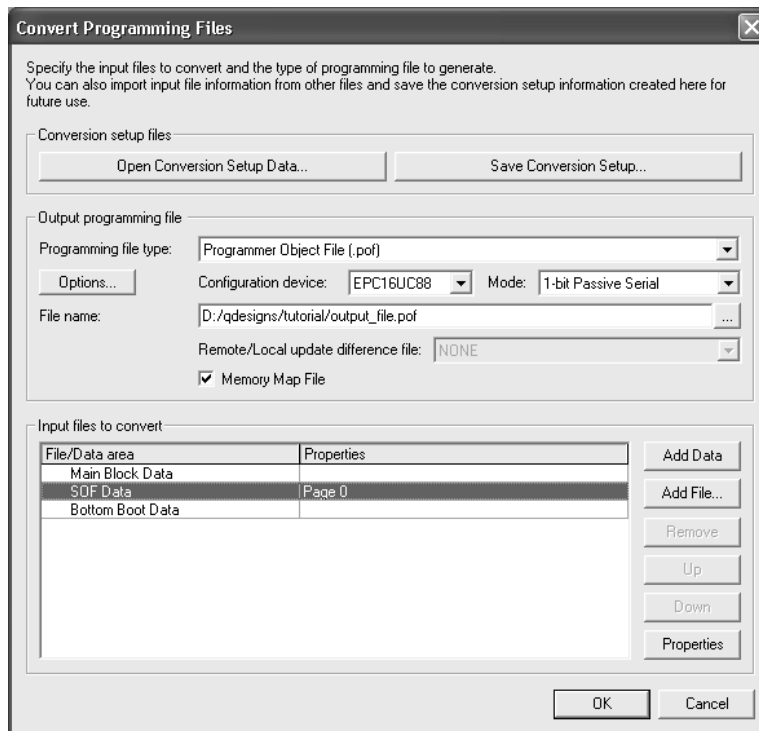 Convert Programming Files
Specify the input files to convert and the type of programming file to generate.
You can also import input file information from other files and save the conversion setup information created here for
future use.
Conversion setup files
Open Conversion Setup Data...
Save Conversion Setup...
Output programming file
Programming file type: Programmer Object File (.pof)
Options... Configuration device: EPC16UC88 Mode: 1-bit Passive Serial
File name: D:/qdesigns/tutorial/output_file.pof ...
Remote/Local update difference file: NONE
Memory Map File
Input files to convert
File/Data area Properties
Main Block Data
SOF Data Page 0
Bottom Boot Data
Add Data
Add File...
Remove
Up
Down
Properties
OK Cancel